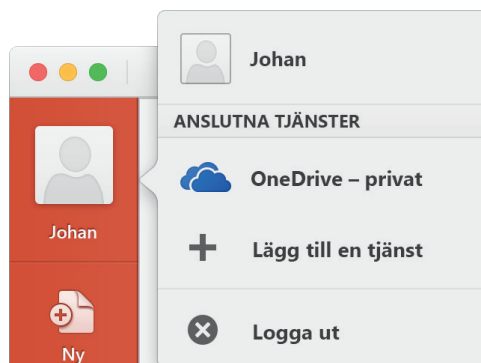 Johan
Ny
Johan
ANSLUTNA TJÄNSTER
OneDrive – privat
Lägg till en tjänst
Logga ut